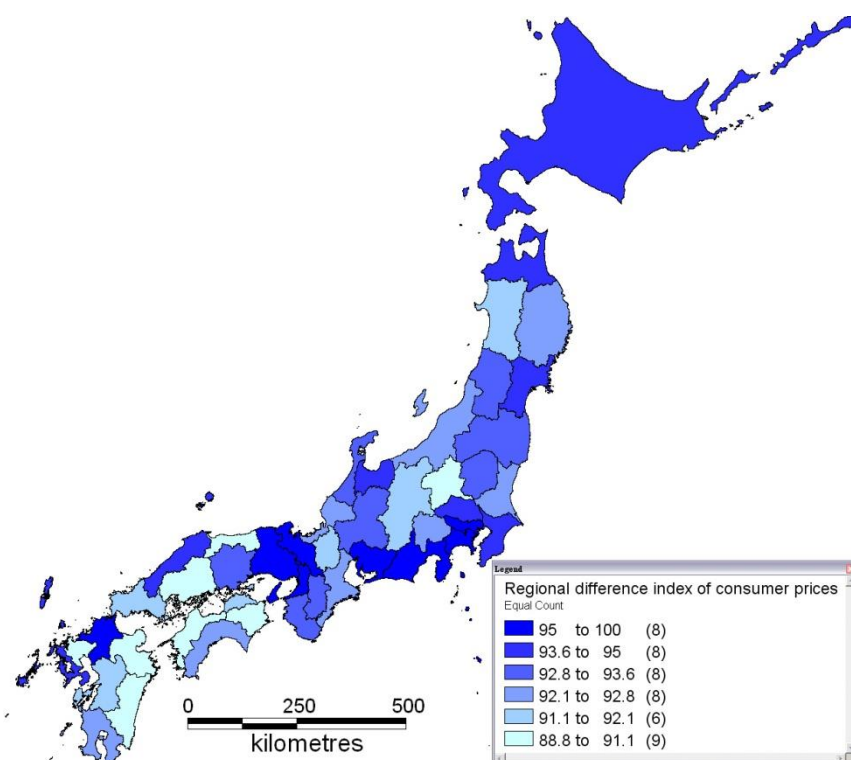 Legend
Regional difference index of consumer prices
Equal Count
95 to 100 (8)
93.6 to 95 (8)
92.8 to 93.6 (8)
92.1 to 92.8 (8)
91.1 to 92.1 (6)
88.8 to 91.1 (9)
0 250 500
kilometres